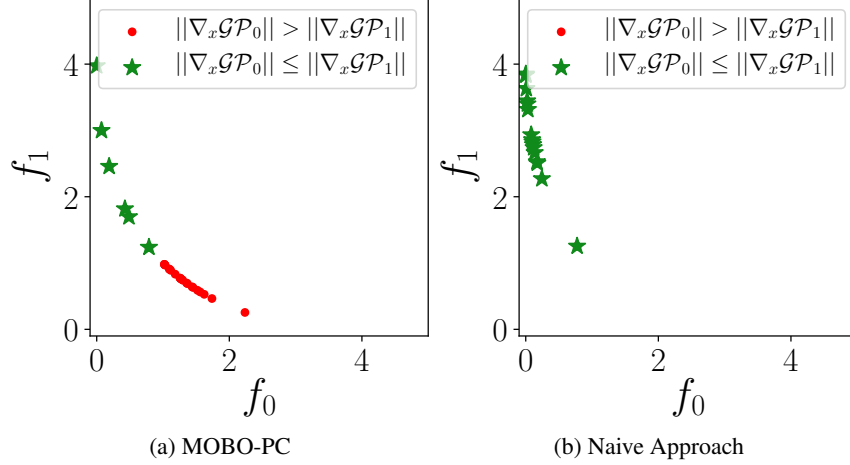 ||∇ₓ𝒢𝒫₀|| > ||∇ₓ𝒢𝒫₁||
||∇ₓ𝒢𝒫₀|| ≤ ||∇ₓ𝒢𝒫₁||
4
2
0
f₁
0 2 4
f₀
(a) MOBO-PC
||∇ₓ𝒢𝒫₀|| > ||∇ₓ𝒢𝒫₁||
||∇ₓ𝒢𝒫₀|| ≤ ||∇ₓ𝒢𝒫₁||
4
2
0
f₁
0 2 4
f₀
(b) Naive Approach